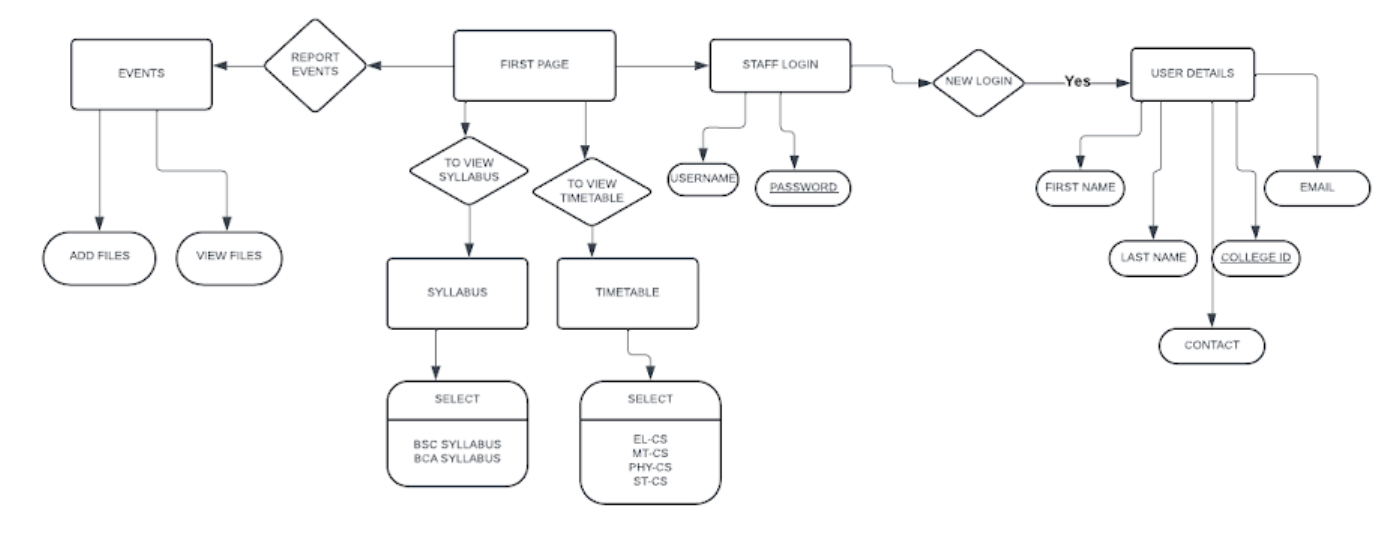 EVENTS
REPORT
EVENTS
FIRST PAGE
STAFF LOGIN
NEW LOGIN
Yes
USER DETAILS
TO VIEW
SYLLABUS
TO VIEW
TIMETABLE
USERNAME
PASSWORD
FIRST NAME
EMAIL
ADD FILES
VIEW FILES
LAST NAME
COLLEGE ID
SYLLABUS
TIMETABLE
CONTACT
SELECT
BSC SYLLABUS
BCA SYLLABUS
SELECT
EL-CS
MT-CS
PHY-CS
ST-CS